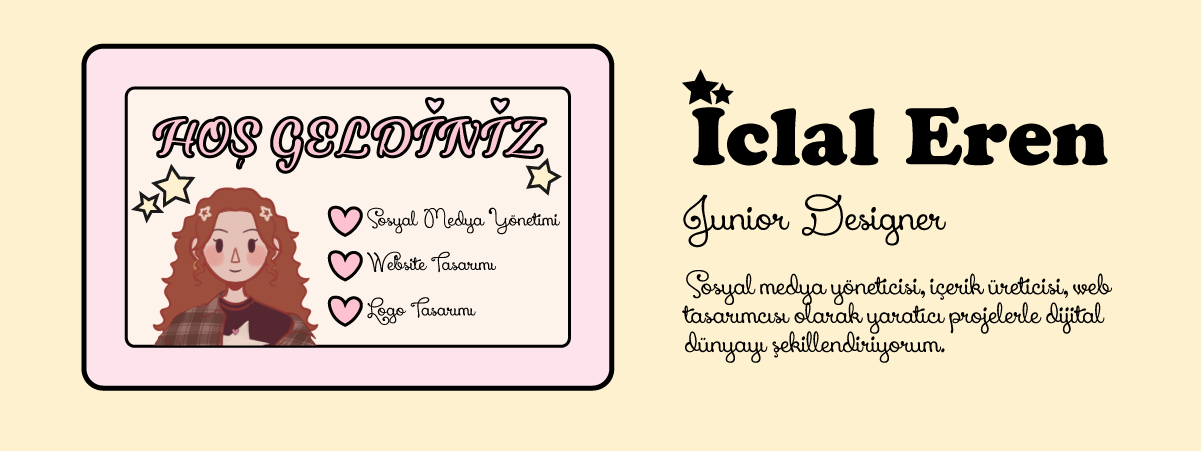 HOŞ GELDİNİZ
Sosyal Medya Yönetimi
Website Tasarımı
Logo Tasarımı
İclal Eren
Junior Designer
Sosyal medya yöneticisi, içerik üreticisi, web
tasarımcısı olarak yaratıcı projelerle dijital
dünyayı şekillendiriyorum.